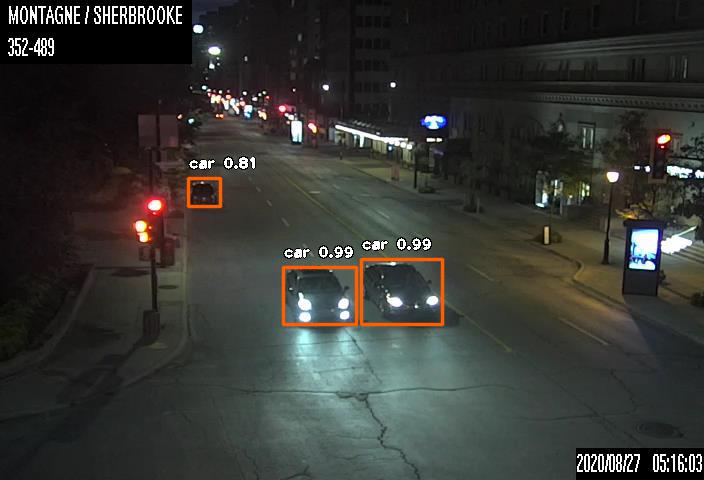 MONTAGNE / SHERBROOKE
352-489
car 0.81
car 0.99
car 0.99
2020/08/27 05:16:03